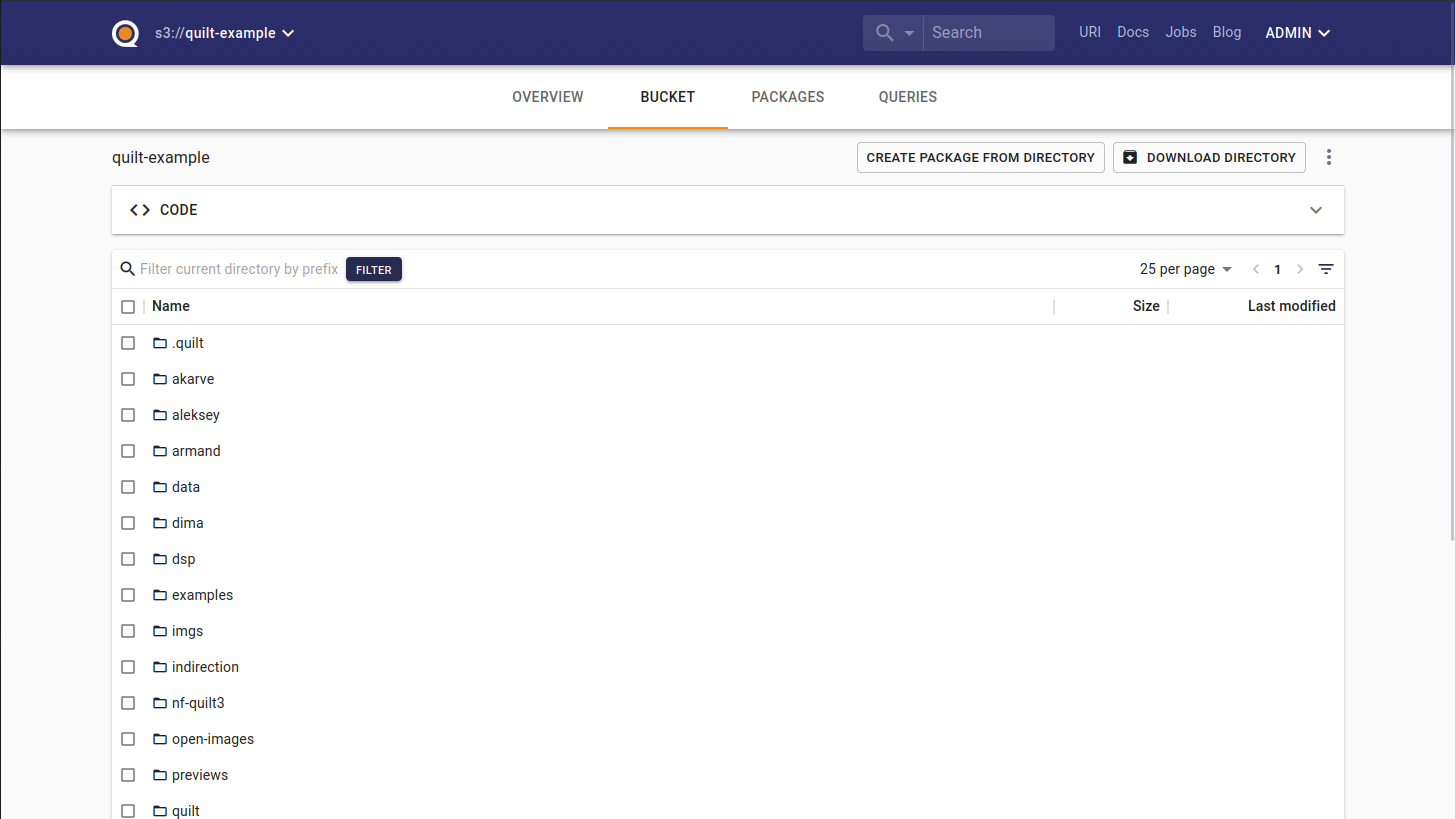 s3://quilt-example Search URI Docs Jobs Blog ADMIN
OVERVIEW BUCKET PACKAGES QUERIES
quilt-example CREATE PACKAGE FROM DIRECTORY DOWNLOAD DIRECTORY
<> CODE
Filter current directory by prefix FILTER 25 per page < 1 >
Name Size Last modified
.quilt
akarve
aleksey
armand
data
dima
dsp
examples
imgs
indirection
nf-quilt3
open-images
previews
quilt